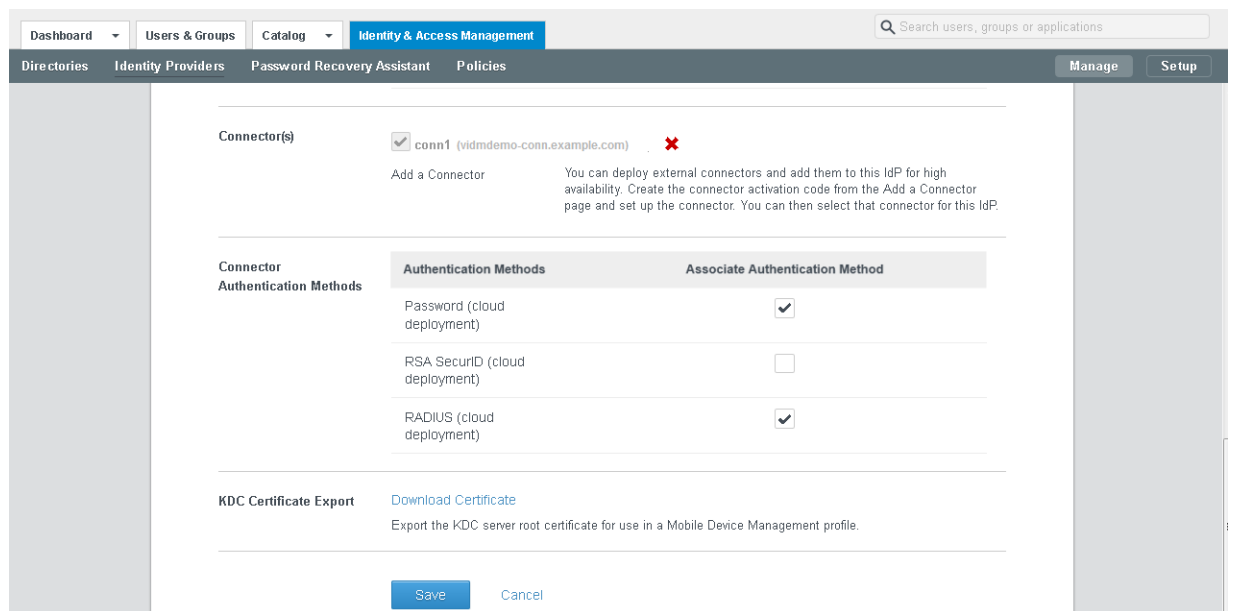 Dashboard Users & Groups Catalog Identity & Access Management Search users, groups or applications
Directories Identity Providers Password Recovery Assistant Policies Manage Setup
Connector(s) conn1 (vidmdemo-conn.example.com)
Add a Connector You can deploy external connectors and add them to this IdP for high
availability. Create the connector activation code from the Add a Connector
page and set up the connector. You can then select that connector for this IdP.
Connector Authentication Methods Associate Authentication Method
Authentication Methods
Password (cloud
deployment)
RSA SecurID (cloud
deployment)
RADIUS (cloud
deployment)
KDC Certificate Export Download Certificate
Export the KDC server root certificate for use in a Mobile Device Management profile.
Save Cancel